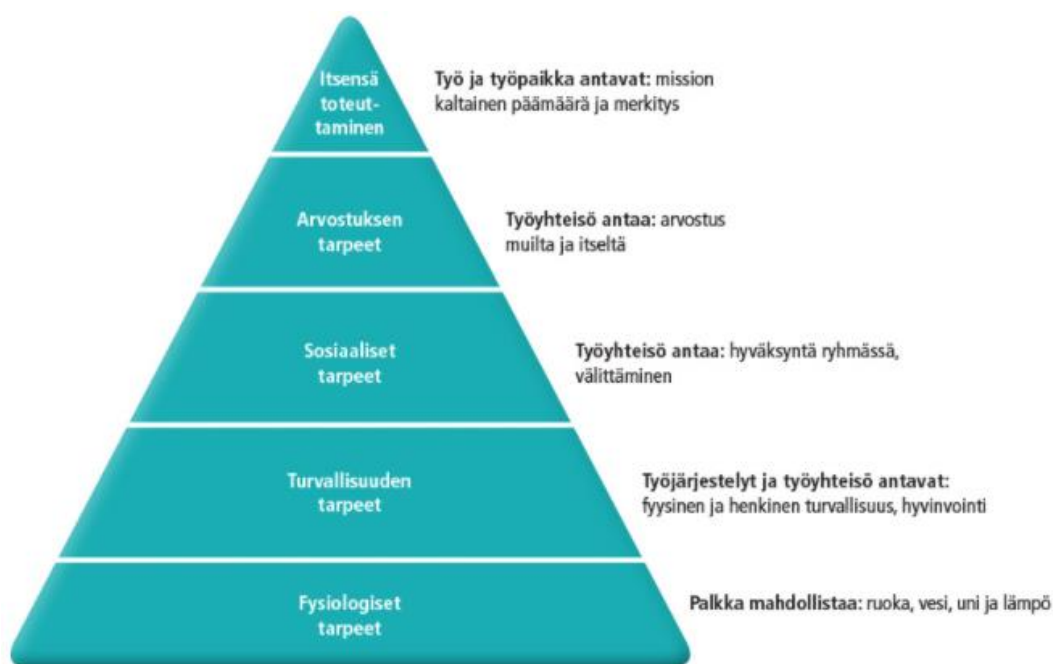 Itsensä
toteut-
taminen
Työ ja työpaikka antavat: mission
kaltainen päämäärä ja merkitys
Arvostuksen
tarpeet
Työyhteisö antaa: arvostus
muilta ja itseltä
Sosiaaliset
tarpeet
Työyhteisö antaa: hyväksyntä ryhmässä,
välittäminen
Turvallisuuden
tarpeet
Työjärjestelyt ja työyhteisö antavat:
fyysinen ja henkinen turvallisuus, hyvinvointi
Fysiologiset
tarpeet
Palkka mahdollistaa: ruoka, vesi, uni ja lämpö